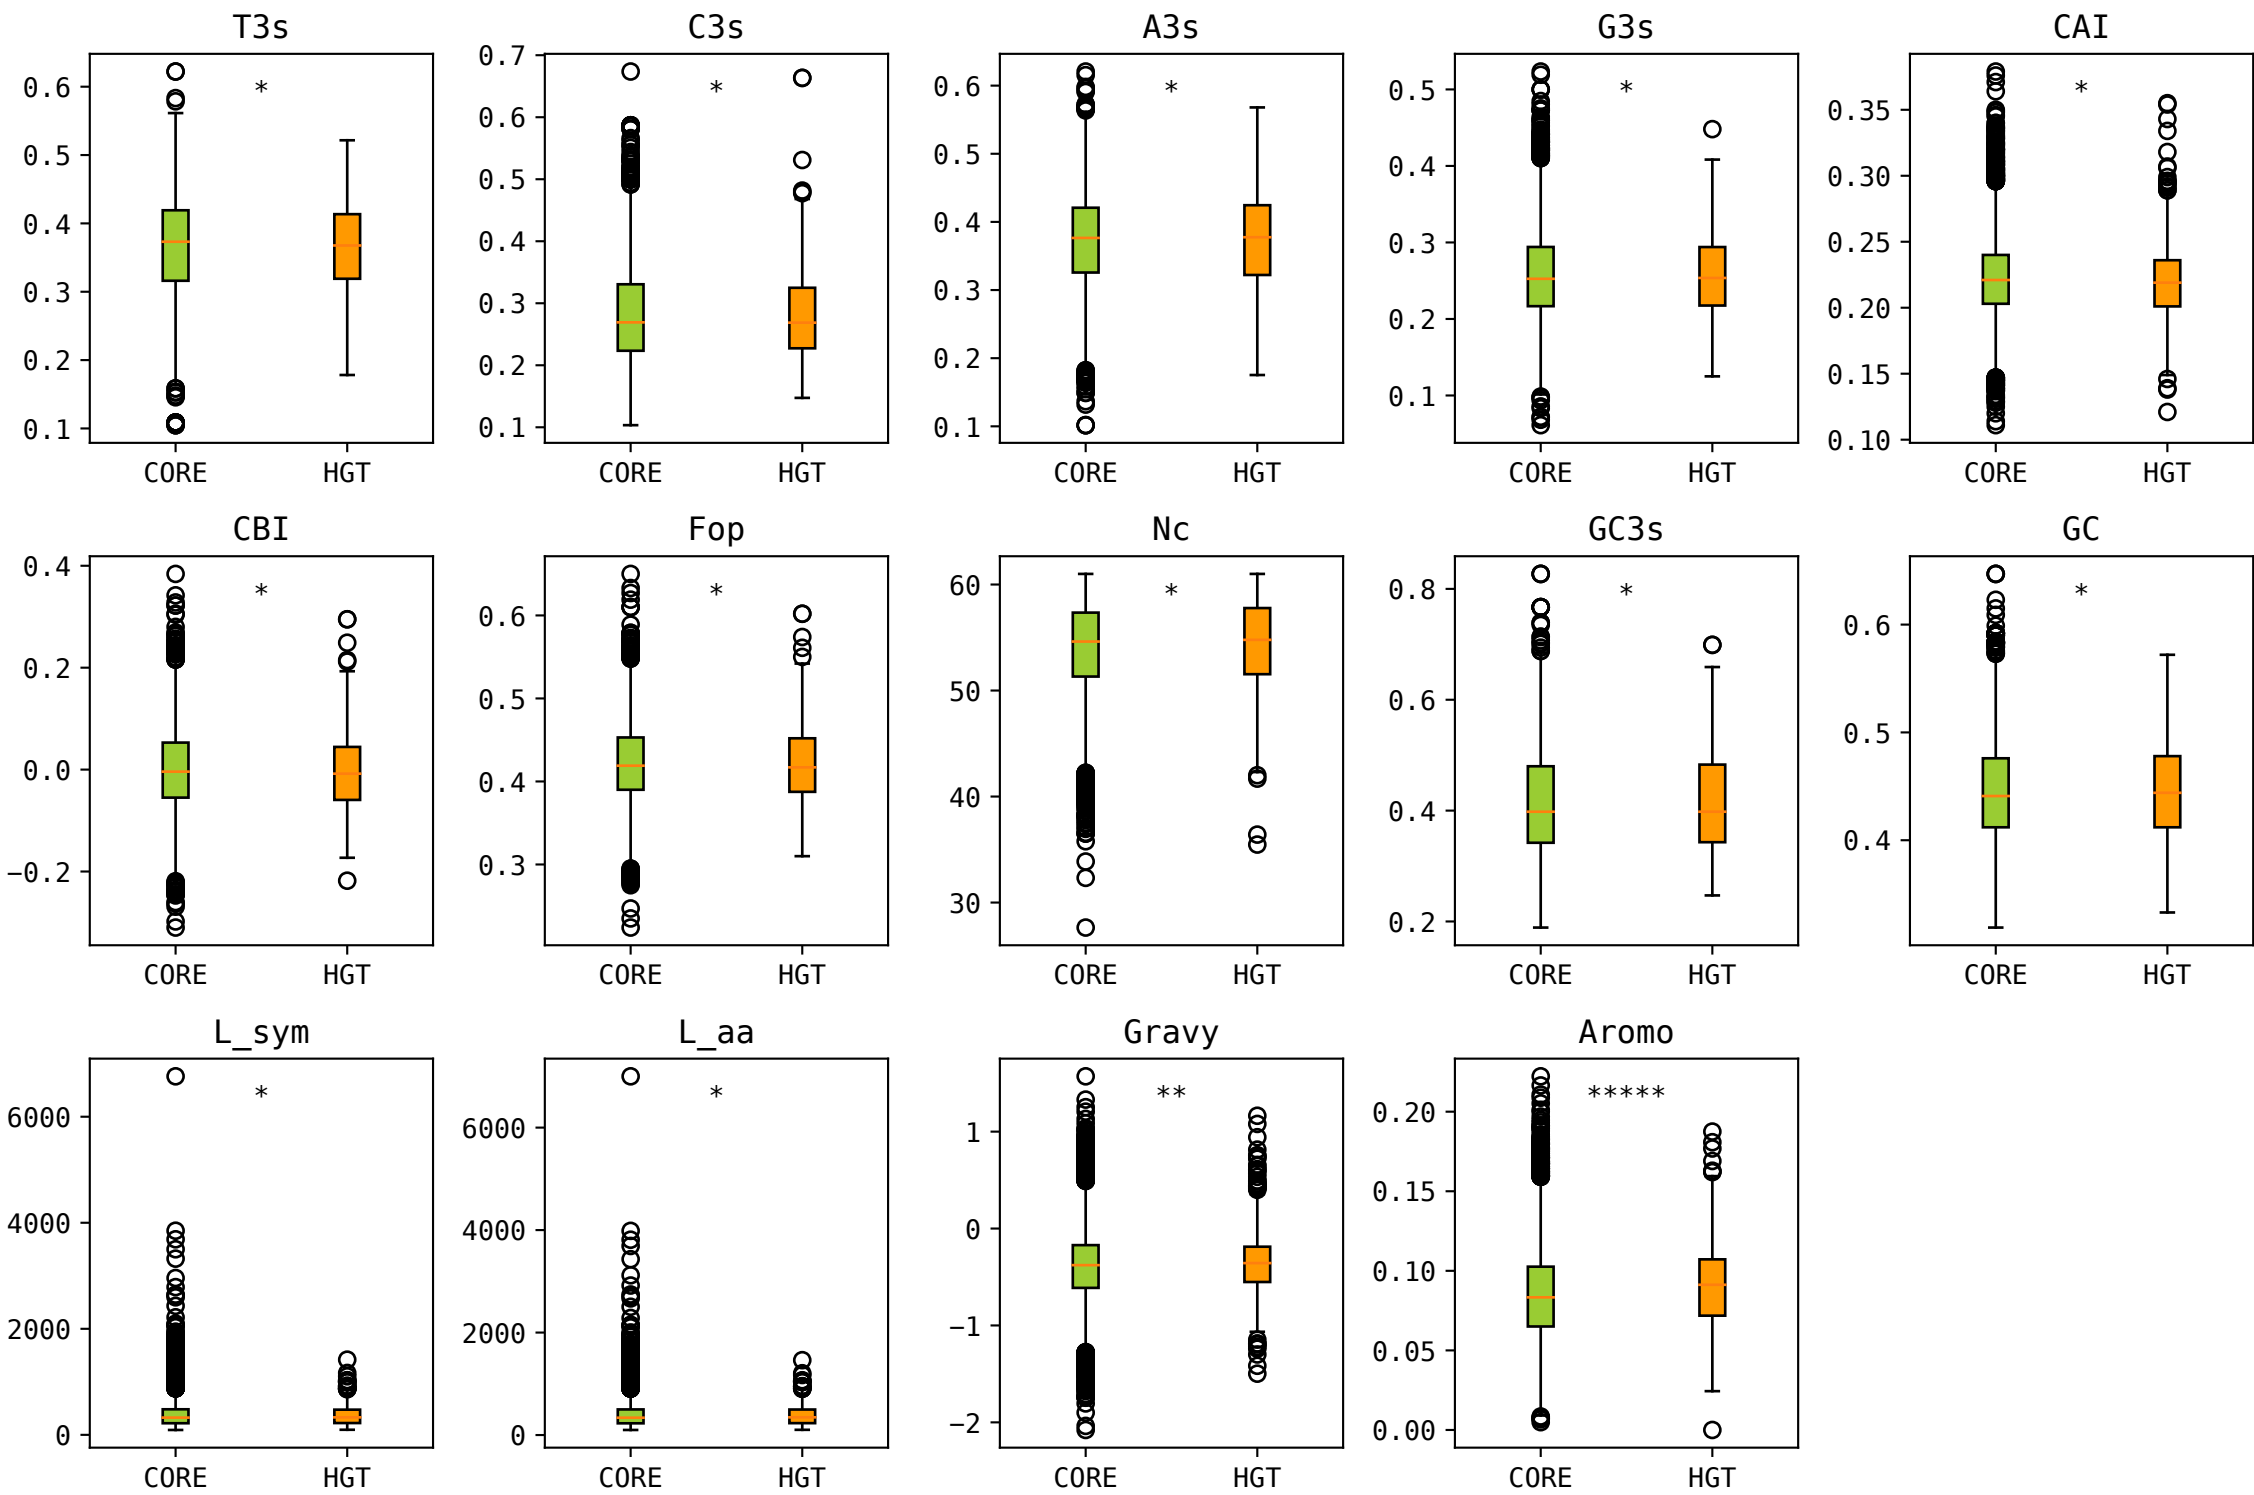 T3s
C3s
A3s
G3s
CAI
0.6
0.5
0.4
0.3
0.2
0.1
*
CORE
HGT
0.7
0.6
0.5
0.4
0.3
0.2
0.1
*
CORE
HGT
0.6
0.5
0.4
0.3
0.2
0.1
*
CORE
HGT
0.5
0.4
0.3
0.2
0.1
*
CORE
HGT
0.35
0.30
0.25
0.20
0.15
0.10
*
CORE
HGT
CBI
Fop
Nc
GC3s
GC
0.4
0.2
0.0
−0.2
*
CORE
HGT
0.6
0.5
0.4
0.3
*
CORE
HGT
60
50
40
30
*
CORE
HGT
0.8
0.6
0.4
0.2
*
CORE
HGT
0.6
0.5
0.4
*
CORE
HGT
L_sym
L_aa
Gravy
Aromo
6000
4000
2000
0
*
CORE
HGT
6000
4000
2000
0
*
CORE
HGT
1
0
−1
−2
**
CORE
HGT
0.20
0.15
0.10
0.05
0.00
*****
CORE
HGT